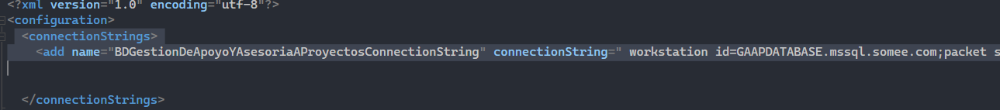 <?xml version="1.0" encoding="utf-8"?>
<configuration>
<connectionStrings>
<add name="BDGestionDeApoyoYAsesoriaAProyectosConnectionString" connectionString=" workstation id=GAAPDATABASE.mssql.somee.com;packet s
</connectionStrings>